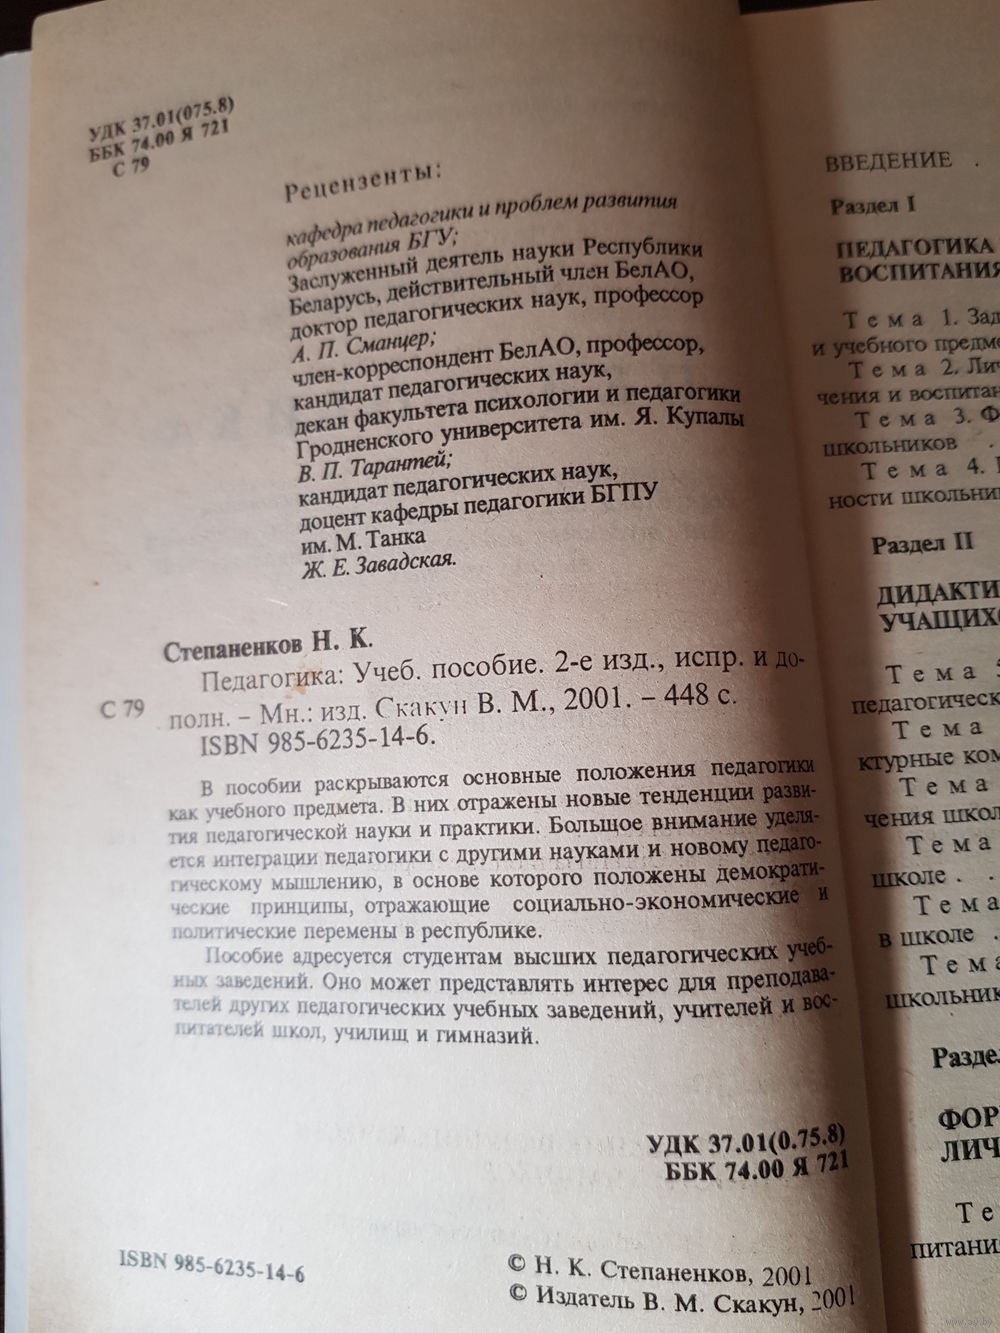 УДК 37.01(075.8)
ББК 74.00 Я 721
С 79
Рецензенты:
кафедра педагогики и проблем развития
образования БГУ;
Заслуженный деятель науки Республики
Беларусь, действительный член БелАО,
доктор педагогических наук, профессор
А. П. Сманцер;
член-корреспондент БелАО, профессор,
кандидат педагогических наук,
декан факультета психологии и педагогики
Гродненского университета им. Я. Купалы
В. П. Тарантей;
кандидат педагогических наук,
доцент кафедры педагогики БГПУ
им. М. Танка
Ж. Е. Завадская.
Степаненков Н. К.
Педагогика: Учеб. пособие. 2-е изд., испр. и до-
С 79 полн. – Мн.: изд. Скакун В. М., 2001. – 448 с.
ISBN 985-6235-14-6.
В пособии раскрываются основные положения педагогики
как учебного предмета. В них отражены новые тенденции разви-
тия педагогической науки и практики. Большое внимание уделя-
ется интеграции педагогики с другими науками и новому педаго-
гическому мышлению, в основе которого положены демократи-
ческие принципы, отражающие социально-экономические и
политические перемены в республике.
Пособие адресуется студентам высших педагогических учеб-
ных заведений. Оно может представлять интерес для преподава-
телей других педагогических учебных заведений, учителей и вос-
питателей школ, училищ и гимназий.
УДК 37.01(0.75.8)
ББК 74.00 Я 721
ISBN 985-6235-14-6
© Н. К. Степаненков, 2001
© Издатель В. М. Скакун, 2001
ВВЕДЕНИЕ .
Раздел I
ПЕДАГОГИКА
ВОСПИТАНИЯ
Тема 1. Зад
и учебного предме
Тема 2. Лич
чения и воспитан
Тема 3. Ф
школьников .
Тема 4.
ности школьни
Раздел II
ДИДАКТИ
УЧАЩИХС
Тема 5
педагогическ
Тема
ктурные ком
Тема
чения школ
Тема
школе . .
Тема
в школе .
Тема
школьник
Разде
ФОР
ЛИЧ
Те
питани